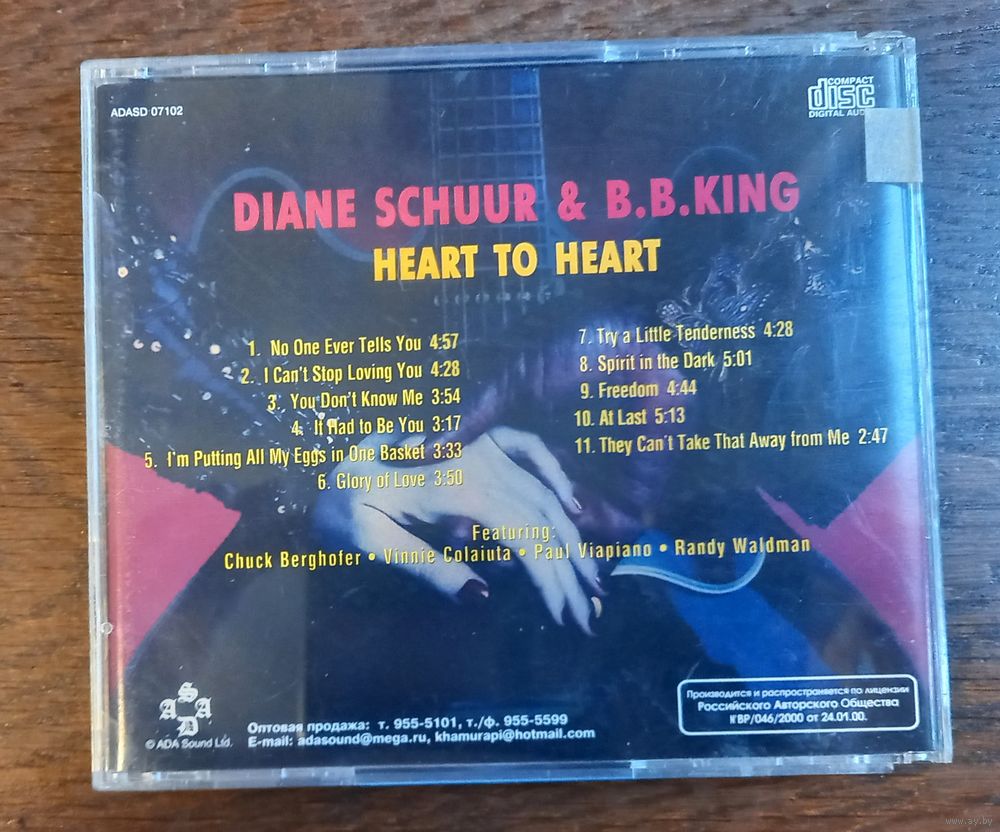 ADASD 07102
COMPACT
disc
DIGITAL AUD
DIANE SCHUUR & B.B.KING
HEART TO HEART
1. No One Ever Tells You 4:57
2. I Can't Stop Loving You 4:28
3. You Don't Know Me 3:54
4. It Had to Be You 3:17
5. I'm Putting All My Eggs in One Basket 3:33
6. Glory of Love 3:50
7. Try a Little Tenderness 4:28
8. Spirit in the Dark 5:01
9. Freedom 4:44
10. At Last 5:13
11. They Can't Take That Away from Me 2:47
Featuring:
Chuck Berghofer • Vinnie Colaiuta • Paul Viapiano • Randy Waldman
S
A A
D
© ADA Sound Ltd.
Оптовая продажа: т. 955-5101, т./ф. 955-5599
E-mail: adasound@mega.ru, khamurapi@hotmail.com
Производится и распространяется по лицензии
Российского Авторского Общества
№ВР/046/2000 от 24.01.00.
www.ay.by